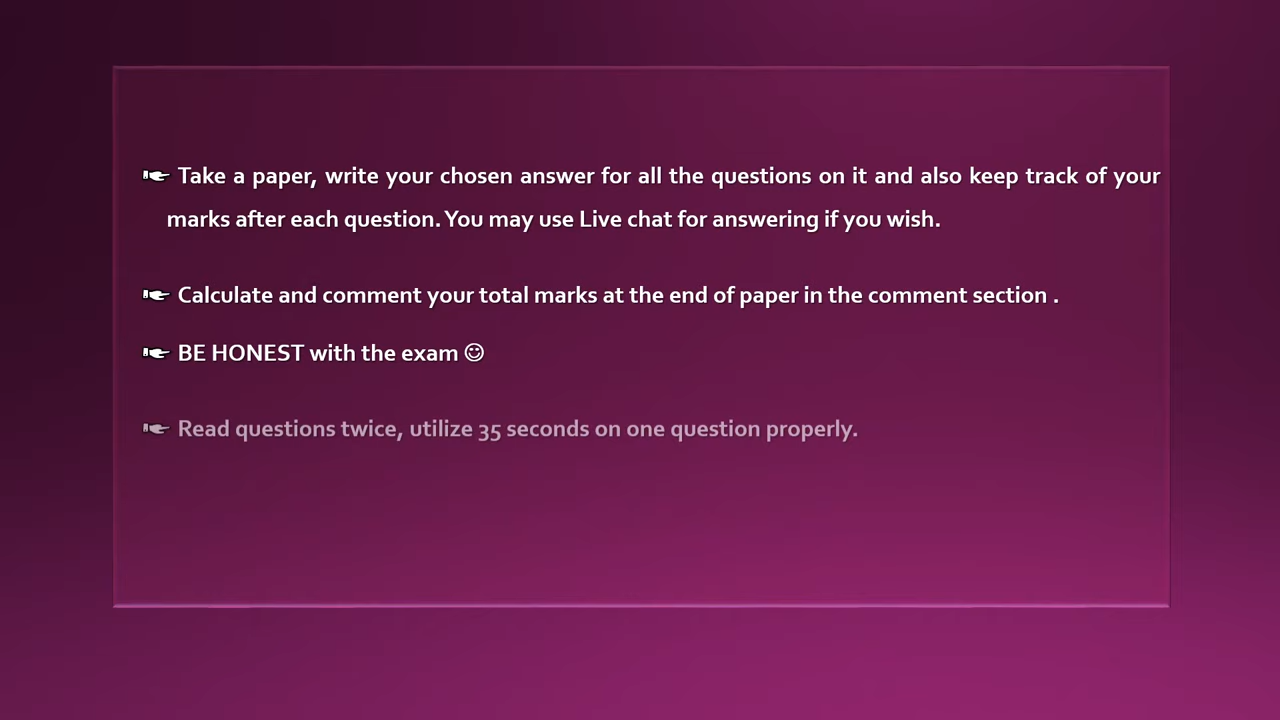 ☛ Take a paper, write your chosen answer for all the questions on it and also keep track of your
marks after each question. You may use Live chat for answering if you wish.
☛ Calculate and comment your total marks at the end of paper in the comment section .
☛ BE HONEST with the exam ☺
☛ Read questions twice, utilize 35 seconds on one question properly.